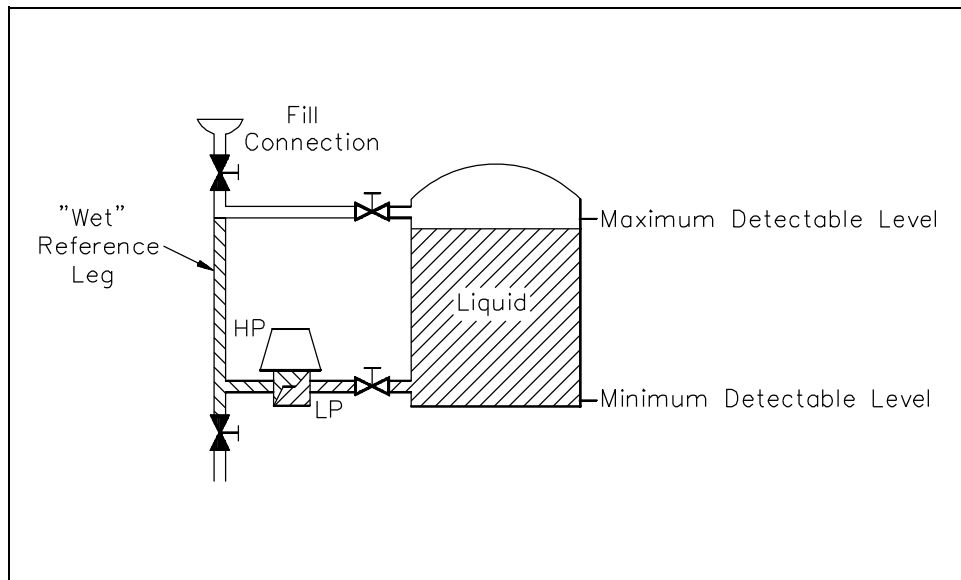 Fill
Connection
"Wet"
Reference
Leg
Maximum Detectable Level
Liquid
HP
LP
Minimum Detectable Level